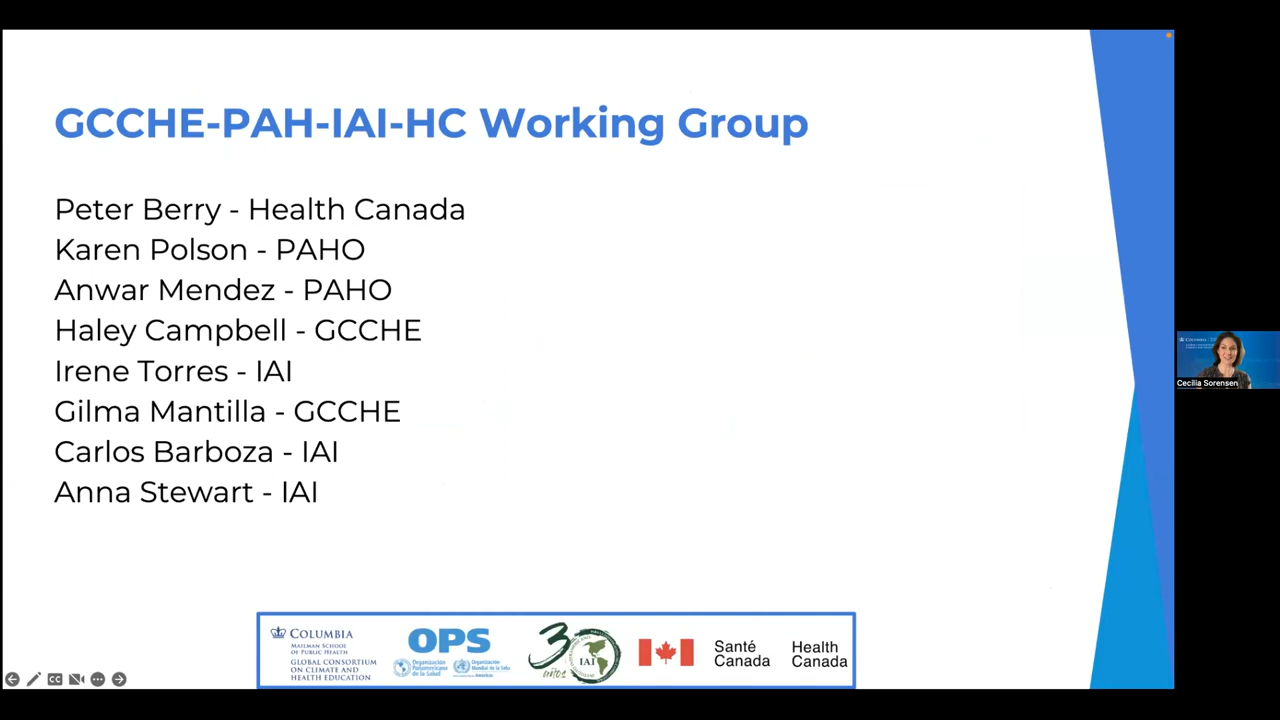 GCCHE-PAH-IAI-HC Working Group
Peter Berry - Health Canada
Karen Polson - PAHO
Anwar Mendez - PAHO
Haley Campbell - GCCHE
Irene Torres - IAI
Gilma Mantilla - GCCHE
Carlos Barboza - IAI
Anna Stewart - IAI
Cecilia Sorensen
COLUMBIA
MAILMAN SCHOOL
OF PUBLIC HEALTH
GLOBAL CONSORTIUM
ON CLIMATE AND
HEALTH EDUCATION
OPS
Organización
Panamericana
de la Salud
Organización
Mundial de la Salud
30
años
IAI
Santé
Canada
Health
Canada